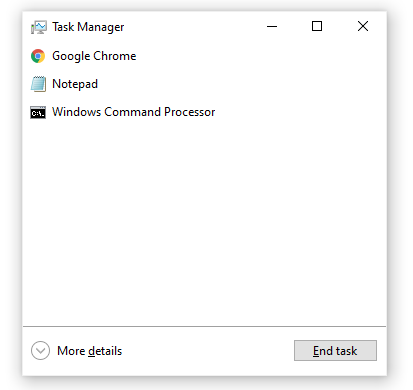 Task Manager
Google Chrome
Notepad
C:\.
Windows Command Processor
More details
End task